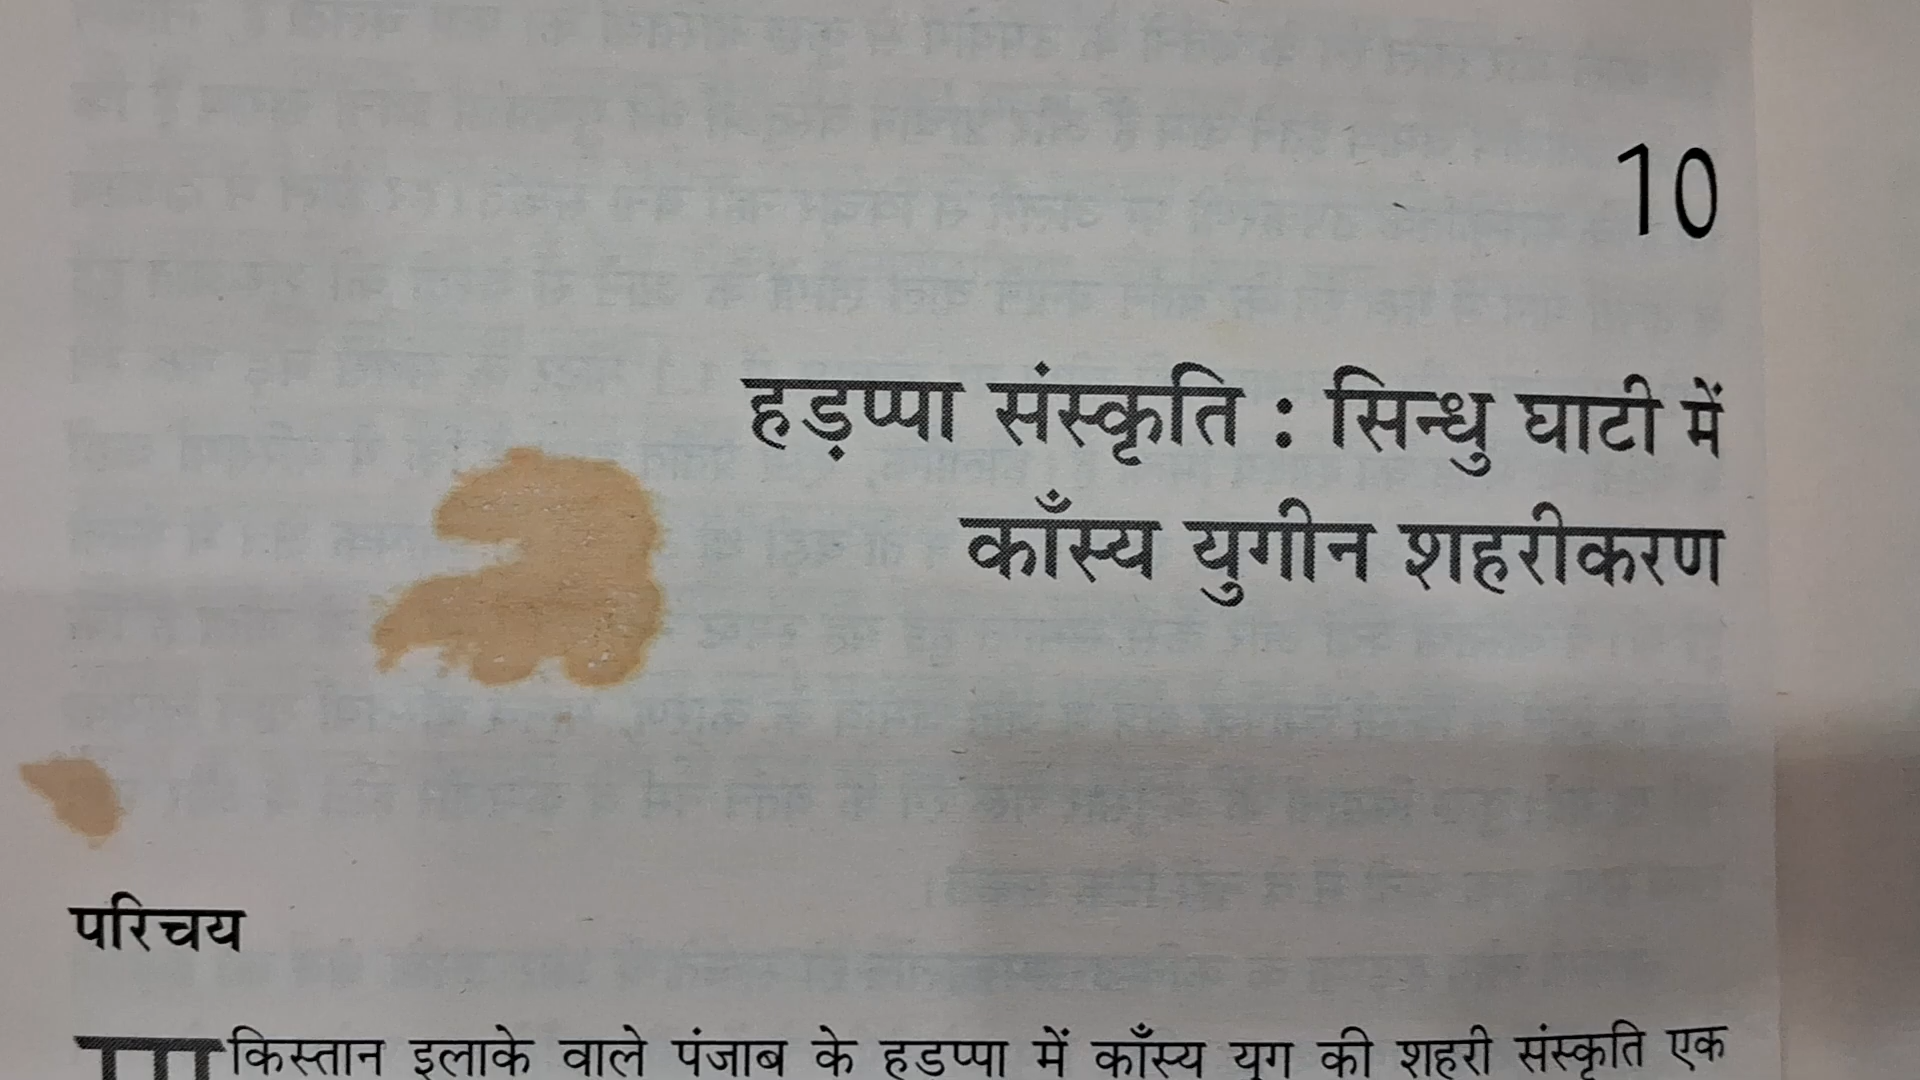 10
हड़प्पा संस्कृति : सिन्धु घाटी में
काँस्य युगीन शहरीकरण
परिचय
किस्तान इलाके वाले पंजाब के हडप्पा में काँस्य युग की शहरी संस्कृति एक